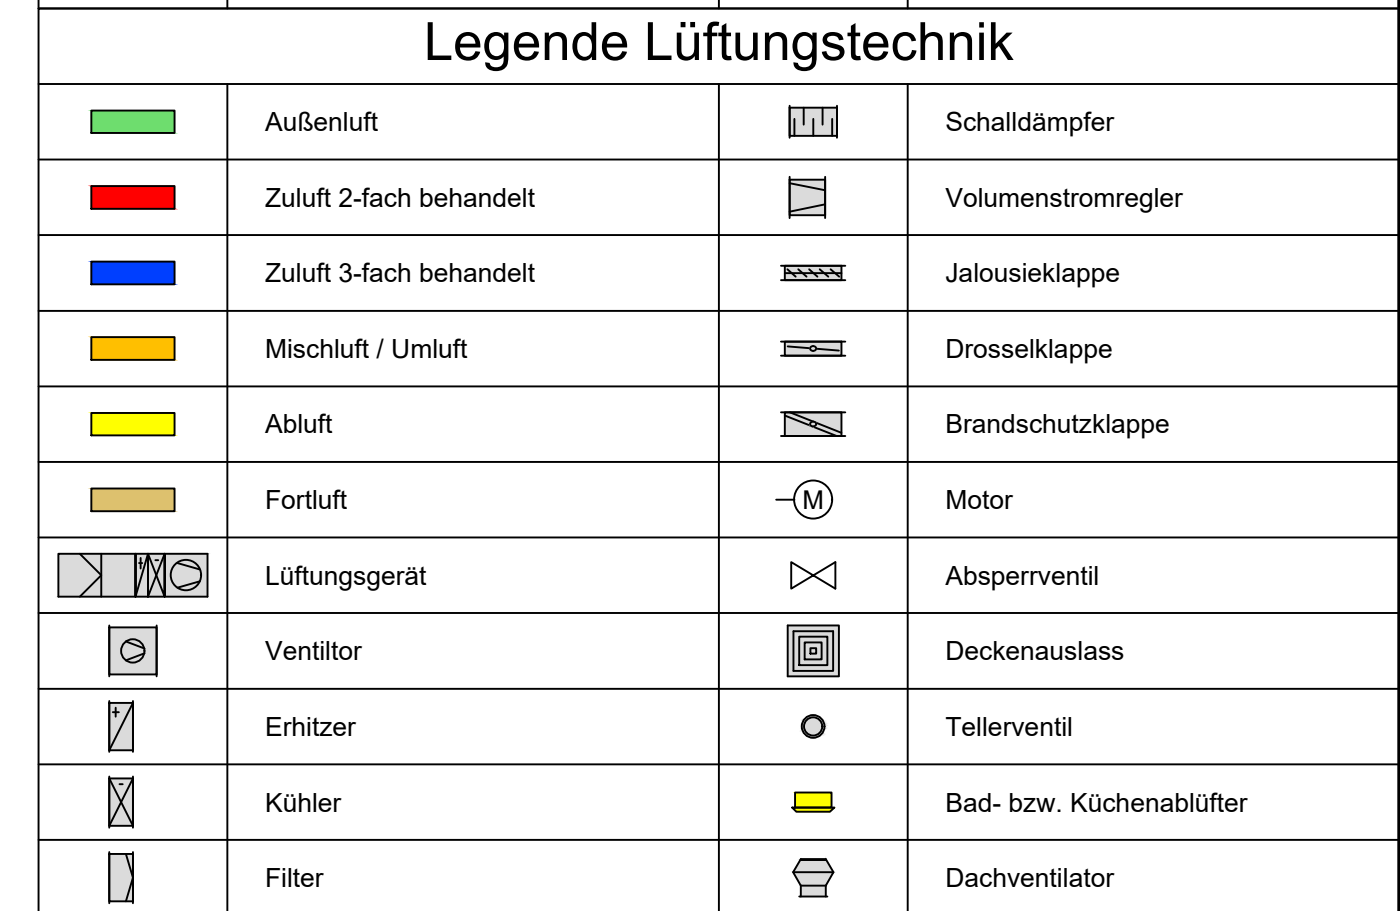 Legende Lüftungstechnik
Außenluft
Schalldämpfer
Zuluft 2-fach behandelt
Volumenstromregler
Zuluft 3-fach behandelt
Jalousieklappe
Mischluft / Umluft
Drosselklappe
Abluft
Brandschutzklappe
Fortluft
M
Motor
+ -
Lüftungsgerät
Absperrventil
Ventiltor
Deckenauslass
+
Erhitzer
Tellerventil
-
Kühler
Bad- bzw. Küchenablüfter
Filter
Dachventilator